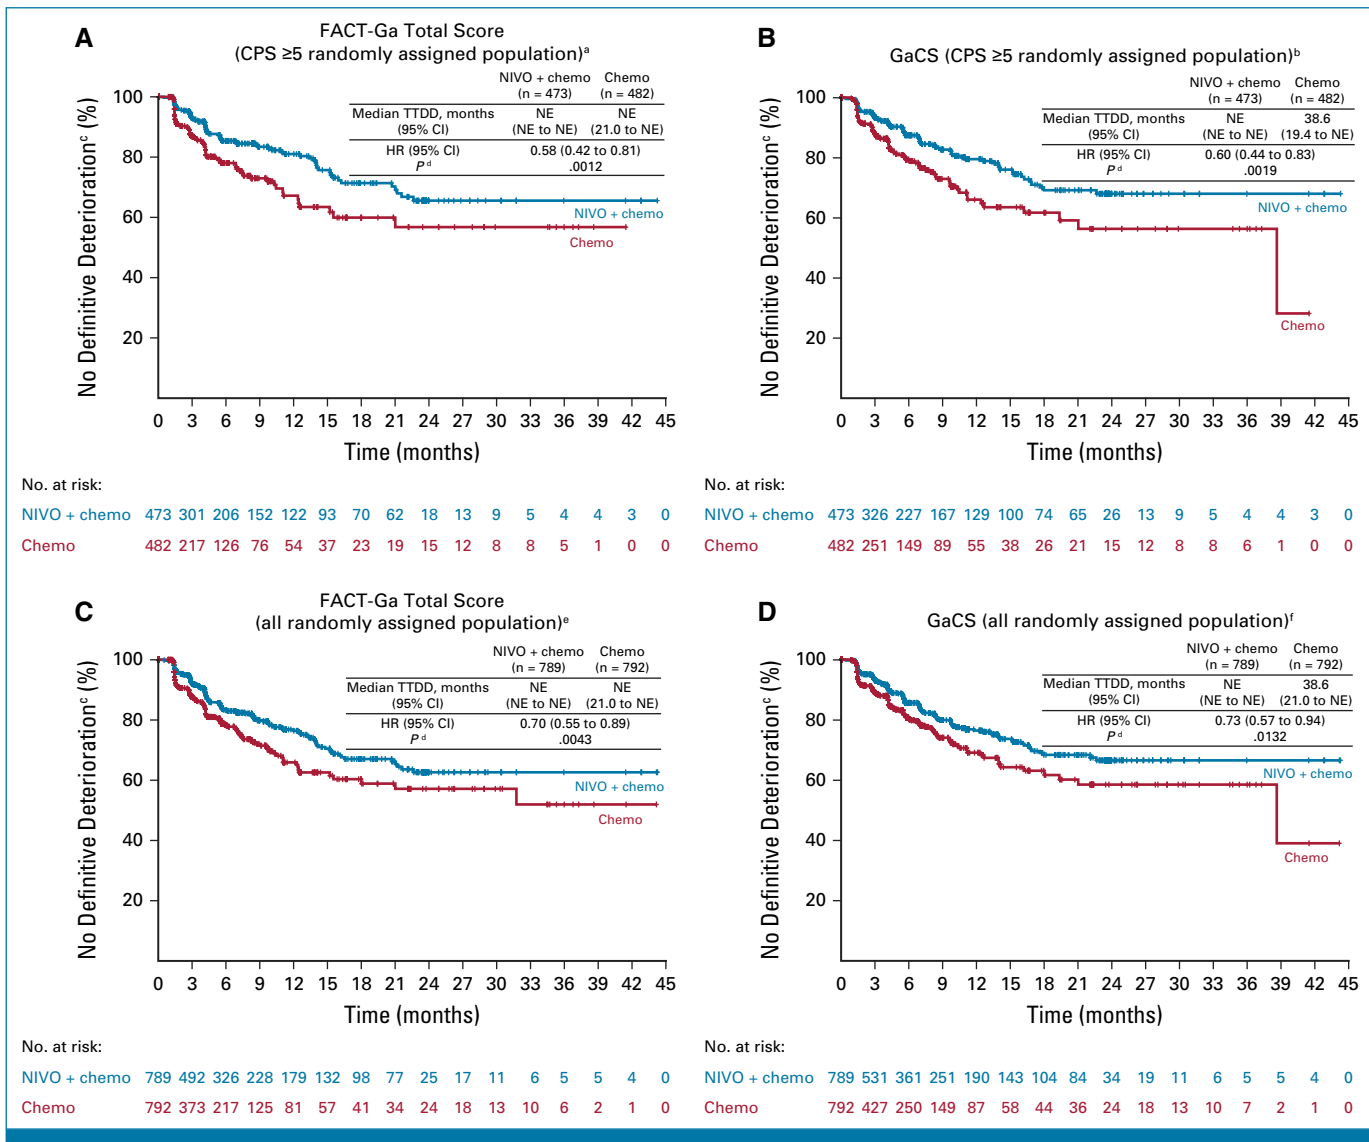 A
FACT-Ga Total Score
(CPS ≥5 randomly assigned population)ᵃ
NIVO + chemo Chemo
(n = 473) (n = 482)
Median TTDD, months NE NE
(95% CI) (NE to NE) (21.0 to NE)
HR (95% CI) 0.58 (0.42 to 0.81)
P ᵈ .0012
No Definitive Deteriorationᶜ (%)
100
80
60
40
20
NIVO + chemo
Chemo
0 3 6 9 12 15 18 21 24 27 30 33 36 39 42 45
Time (months)
No. at risk:
NIVO + chemo 473 301 206 152 122 93 70 62 18 13 9 5 4 4 3 0
Chemo 482 217 126 76 54 37 23 19 15 12 8 8 5 1 0 0
B
GaCS (CPS ≥5 randomly assigned population)ᵇ
NIVO + chemo Chemo
(n = 473) (n = 482)
Median TTDD, months NE 38.6
(95% CI) (NE to NE) (19.4 to NE)
HR (95% CI) 0.60 (0.44 to 0.83)
P ᵈ .0019
No Definitive Deteriorationᶜ (%)
100
80
60
40
20
NIVO + chemo
Chemo
0 3 6 9 12 15 18 21 24 27 30 33 36 39 42 45
Time (months)
No. at risk:
NIVO + chemo 473 326 227 167 129 100 74 65 26 13 9 5 4 4 3 0
Chemo 482 251 149 89 55 38 26 21 15 12 8 8 6 1 0 0
C
FACT-Ga Total Score
(all randomly assigned population)ᵉ
NIVO + chemo Chemo
(n = 789) (n = 792)
Median TTDD, months NE NE
(95% CI) (NE to NE) (21.0 to NE)
HR (95% CI) 0.70 (0.55 to 0.89)
P ᵈ .0043
No Definitive Deteriorationᶜ (%)
100
80
60
40
20
NIVO + chemo
Chemo
0 3 6 9 12 15 18 21 24 27 30 33 36 39 42 45
Time (months)
No. at risk:
NIVO + chemo 789 492 326 228 179 132 98 77 25 17 11 6 5 5 4 0
Chemo 792 373 217 125 81 57 41 34 24 18 13 10 6 2 1 0
D
GaCS (all randomly assigned population)ᶠ
NIVO + chemo Chemo
(n = 789) (n = 792)
Median TTDD, months NE 38.6
(95% CI) (NE to NE) (21.0 to NE)
HR (95% CI) 0.73 (0.57 to 0.94)
P ᵈ .0132
No Definitive Deteriorationᶜ (%)
100
80
60
40
20
NIVO + chemo
Chemo
0 3 6 9 12 15 18 21 24 27 30 33 36 39 42 45
Time (months)
No. at risk:
NIVO + chemo 789 531 361 251 190 143 104 84 34 19 11 6 5 5 4 0
Chemo 792 427 250 149 87 58 44 36 24 18 13 10 7 2 1 0